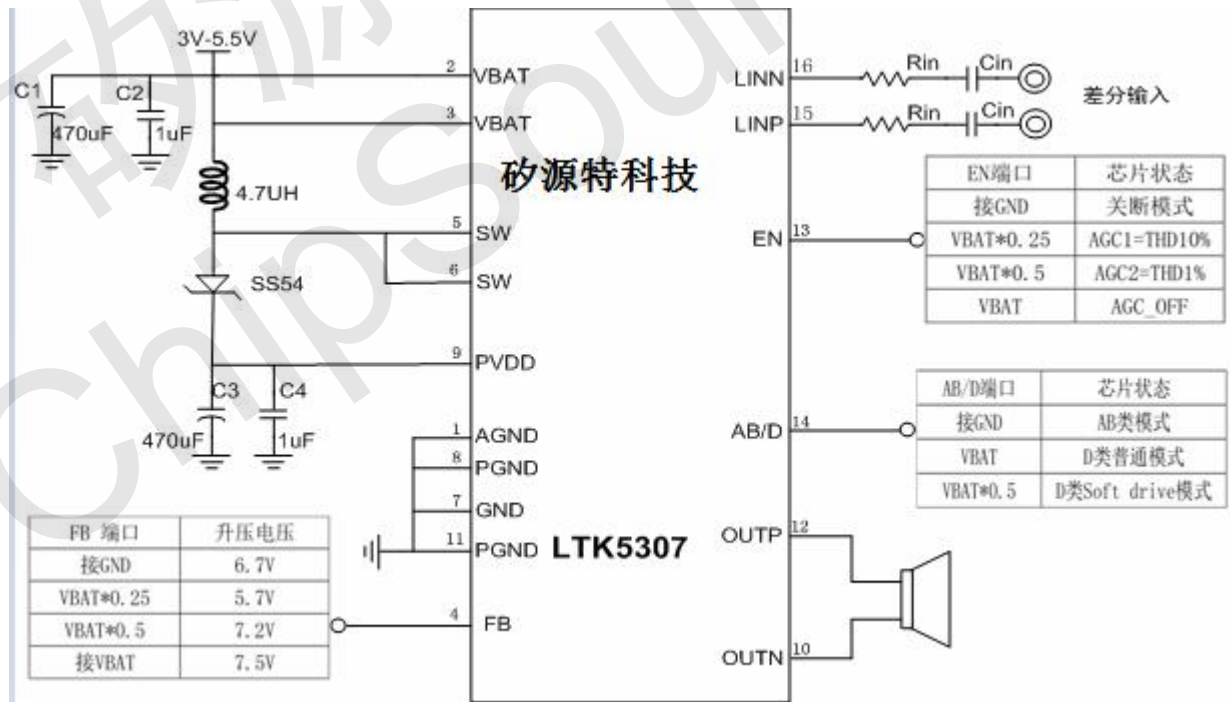 3V-5.5V
C1
470uF
C2
1uF
4.7UH
SS54
C3
470uF
C4
1uF
2 VBAT
3 VBAT
5 SW
6 SW
9 PVDD
1 AGND
8 PGND
7 GND
11 PGND
4 FB
矽源特科技
LTK5307
LINN 16
Rin Cin
LINP 15
Rin Cin
差分输入
EN 13
AB/D 14
OUTP 12
OUTN 10
EN端口 芯片状态
接GND 关断模式
VBAT*0.25 AGC1=THD10%
VBAT*0.5 AGC2=THD1%
VBAT AGC_OFF
AB/D端口 芯片状态
接GND AB类模式
VBAT D类普通模式
VBAT*0.5 D类Soft drive模式
FB 端口 升压电压
接GND 6.7V
VBAT*0.25 5.7V
VBAT*0.5 7.2V
接VBAT 7.5V